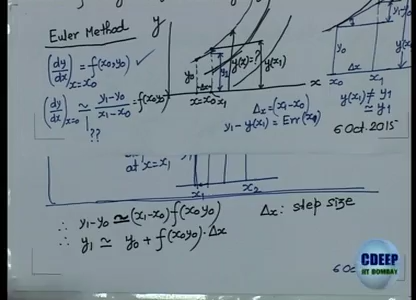 Euler Method
y
(dy/dx)x=x0 = f(x0,y0) ✓
(dy/dx)x=0 ≃ y1-y0/x1-x0 = f(x0,y0)
??
y0
y1
y(x)=?
y(x1)
x=x0 x1
Δx
x
Δx=(x1-x0)
y1-y(x1) = Err(x1)
y0
Δx
x0
x1
y(x1)≠y1
≃y1
6 Oct. 2015
at x=x1
x1
x2
∴ y1-y0 ≃ (x1-x0) f(x0,y0)
Δx: step size
∴ y1 ≃ y0 + f(x0,y0)·Δx
CDEEP
IIT BOMBAY